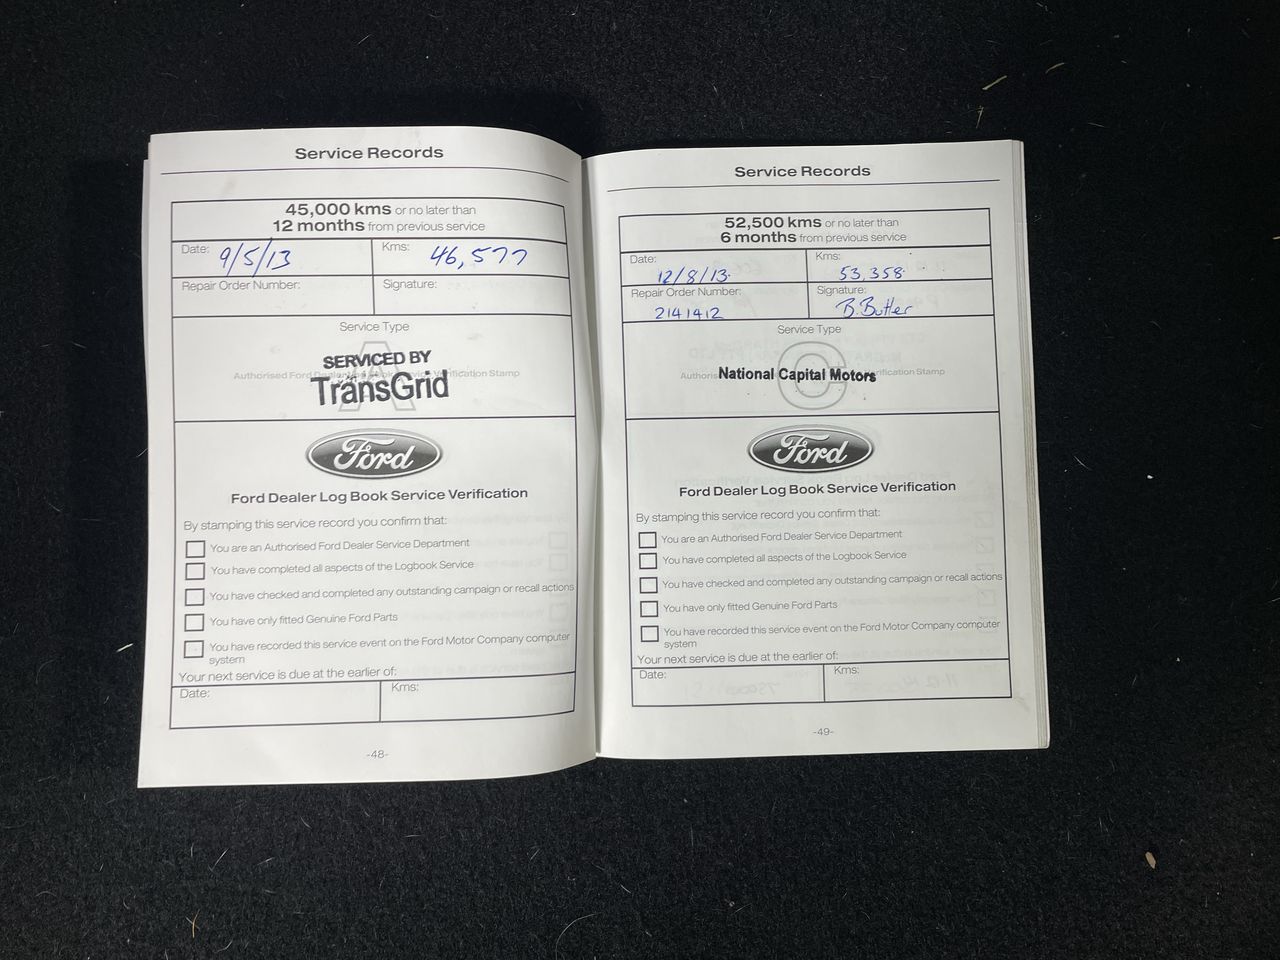 Service Records
45,000 kms or no later than
12 months from previous service
Date: 9/5/13
Kms: 46,577
Repair Order Number:
Signature:
Service Type
A
Authorised Ford Dealer Log Book Service Verification Stamp
SERVICED BY
TransGrid
Ford
Ford Dealer Log Book Service Verification
By stamping this service record you confirm that:
You are an Authorised Ford Dealer Service Department
You have completed all aspects of the Logbook Service
You have checked and completed any outstanding campaign or recall actions
You have only fitted Genuine Ford Parts
You have recorded this service event on the Ford Motor Company computer
system
Your next service is due at the earlier of:
Date:
Kms:
-48-
Service Records
52,500 kms or no later than
6 months from previous service
Date: 12/8/13
Kms: 53,358
Repair Order Number: 2141412
Signature: B. Butler
Service Type
C
National Capital Motors
Verification Stamp
Ford
Ford Dealer Log Book Service Verification
By stamping this service record you confirm that:
You are an Authorised Ford Dealer Service Department
You have completed all aspects of the Logbook Service
You have checked and completed any outstanding campaign or recall actions
You have only fitted Genuine Ford Parts
You have recorded this service event on the Ford Motor Company computer
system
Your next service is due at the earlier of:
Date:
Kms:
-49-